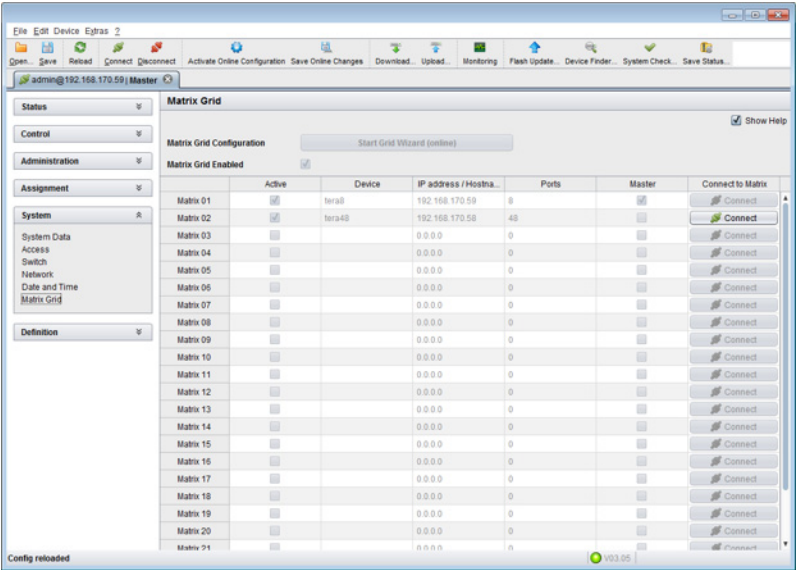 File Edit Device Extras ?
Open... Save Reload Connect Disconnect Activate Online Configuration Save Online Changes Download... Upload... Monitoring Flash Update... Device Finder... System Check... Save Status...
admin@192.168.170.59 | Master
Status
Control
Administration
Assignment
System
System Data
Access
Switch
Network
Date and Time
Matrix Grid
Definition
Matrix Grid
Show Help
Matrix Grid Configuration Start Grid Wizard (online)
Matrix Grid Enabled
Active Device IP address / Hostna... Ports Master Connect to Matrix
Matrix 01 tera8 192.168.170.59 8 Connect
Matrix 02 tera48 192.168.170.58 48 Connect
Matrix 03 0.0.0.0 0 Connect
Matrix 04 0.0.0.0 0 Connect
Matrix 05 0.0.0.0 0 Connect
Matrix 06 0.0.0.0 0 Connect
Matrix 07 0.0.0.0 0 Connect
Matrix 08 0.0.0.0 0 Connect
Matrix 09 0.0.0.0 0 Connect
Matrix 10 0.0.0.0 0 Connect
Matrix 11 0.0.0.0 0 Connect
Matrix 12 0.0.0.0 0 Connect
Matrix 13 0.0.0.0 0 Connect
Matrix 14 0.0.0.0 0 Connect
Matrix 15 0.0.0.0 0 Connect
Matrix 16 0.0.0.0 0 Connect
Matrix 17 0.0.0.0 0 Connect
Matrix 18 0.0.0.0 0 Connect
Matrix 19 0.0.0.0 0 Connect
Matrix 20 0.0.0.0 0 Connect
Matrix 21 0.0.0.0 0 Connect
Config reloaded V03.05